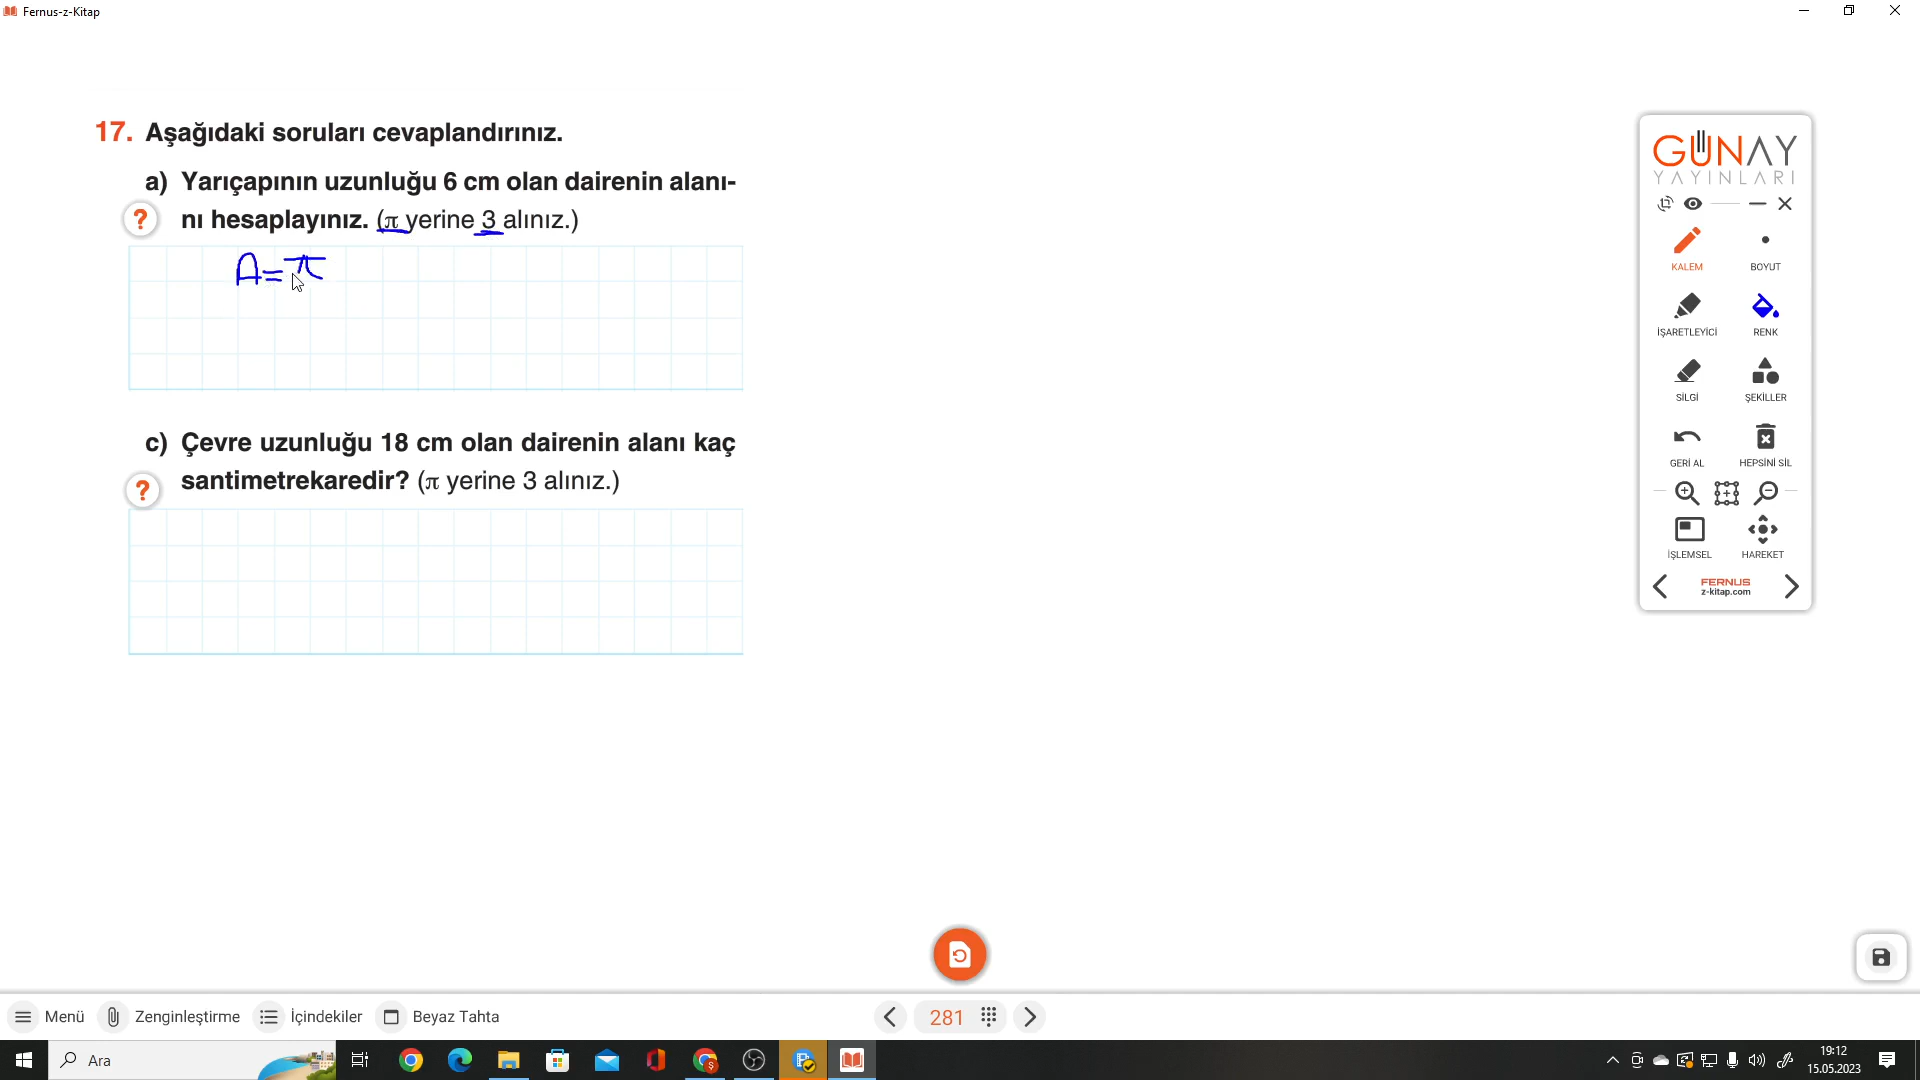 Fernus-z-Kitap
17. Aşağıdaki soruları cevaplandırınız.
a) Yarıçapının uzunluğu 6 cm olan dairenin alanı-
? nı hesaplayınız. (π yerine 3 alınız.)
A=π
c) Çevre uzunluğu 18 cm olan dairenin alanı kaç
? santimetrekaredir? (π yerine 3 alınız.)
GÜNAY
YAYINLARI
KALEM BOYUT
İŞARETLEYİCİ RENK
SİLGİ ŞEKİLLER
GERİ AL HEPSİNİ SİL
İŞLEMSEL HAREKET
FERNUS
z-kitap.com
Menü Zenginleştirme İçindekiler Beyaz Tahta 281
Ara
19:12
15.05.2023